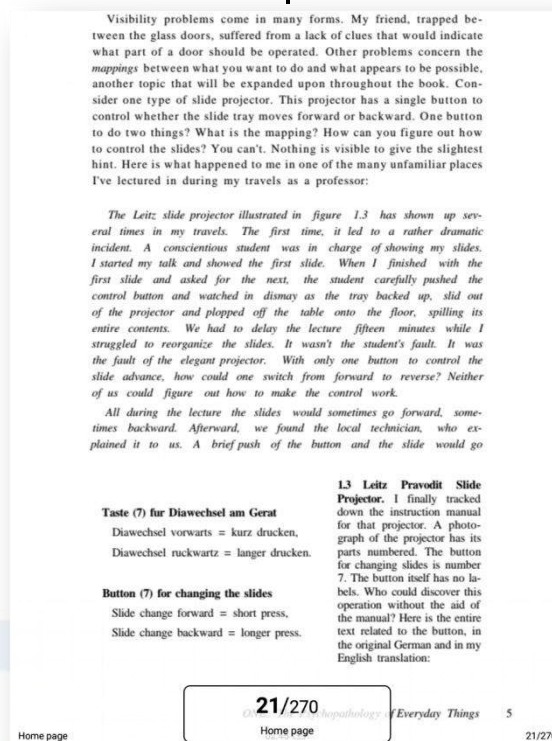 Visibility problems come in many forms. My friend, trapped be-
tween the glass doors, suffered from a lack of clues that would indicate
what part of a door should be operated. Other problems concern the
mappings between what you want to do and what appears to be possible,
another topic that will be expanded upon throughout the book. Con-
sider one type of slide projector. This projector has a single button to
control whether the slide tray moves forward or backward. One button
to do two things? What is the mapping? How can you figure out how
to control the slides? You can't. Nothing is visible to give the slightest
hint. Here is what happened to me in one of the many unfamiliar places
I've lectured in during my travels as a professor:
The Leitz slide projector illustrated in figure 1.3 has shown up sev-
eral times in my travels. The first time, it led to a rather dramatic
incident. A conscientious student was in charge of showing my slides.
I started my talk and showed the first slide. When I finished with the
first slide and asked for the next, the student carefully pushed the
control button and watched in dismay as the tray backed up, slid out
of the projector and plopped off the table onto the floor, spilling its
entire contents. We had to delay the lecture fifteen minutes while I
struggled to reorganize the slides. It wasn't the student's fault. It was
the fault of the elegant projector. With only one button to control the
slide advance, how could one switch from forward to reverse? Neither
of us could figure out how to make the control work.
All during the lecture the slides would sometimes go forward, some-
times backward. Afterward, we found the local technician, who ex-
plained it to us. A brief push of the button and the slide would go
Taste (7) fur Diawechsel am Gerat
Diawechsel vorwarts = kurz drucken,
Diawechsel ruckwartz = langer drucken.
Button (7) for changing the slides
Slide change forward = short press,
Slide change backward = longer press.
1.3 Leitz Pravodit Slide
Projector. I finally tracked
down the instruction manual
for that projector. A photo-
graph of the projector has its
parts numbered. The button
for changing slides is number
7. The button itself has no la-
bels. Who could discover this
operation without the aid of
the manual? Here is the entire
text related to the button, in
the original German and in my
English translation:
Psychopathology of Everyday Things 5
21/270
Home page
Home page
21/27